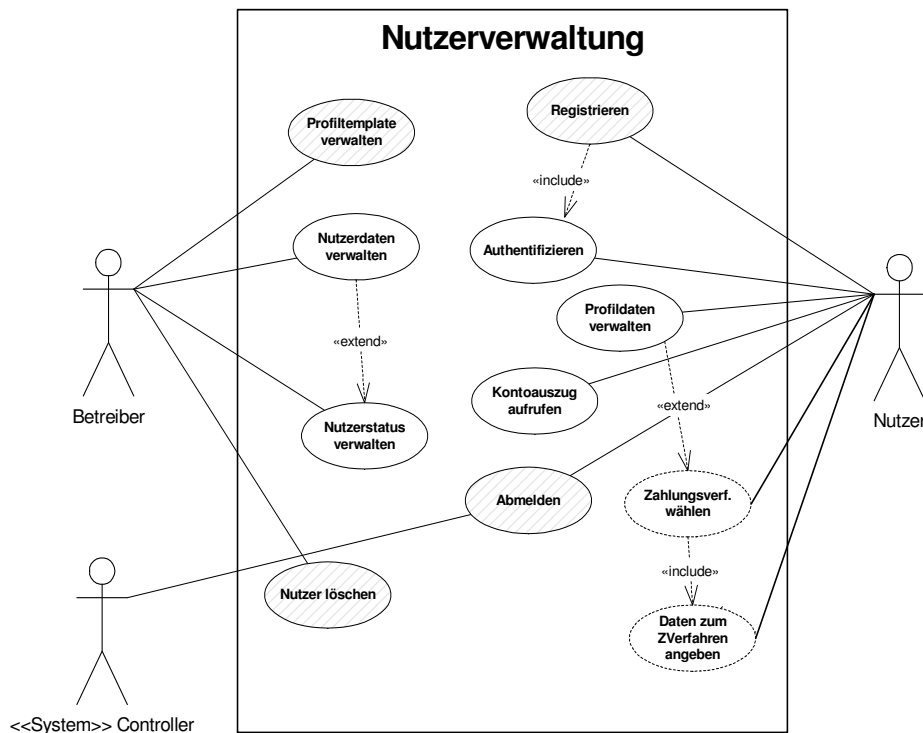 Nutzerverwaltung
Profiltemplate
verwalten
Registrieren
«include»
Nutzerdaten
verwalten
Authentifizieren
Profildaten
verwalten
«extend»
Kontoauszug
aufrufen
«extend»
Betreiber
Nutzer
Nutzerstatus
verwalten
Abmelden
Zahlungsverf.
wählen
«include»
Nutzer löschen
Daten zum
ZVerfahren
angeben
<<System>> Controller